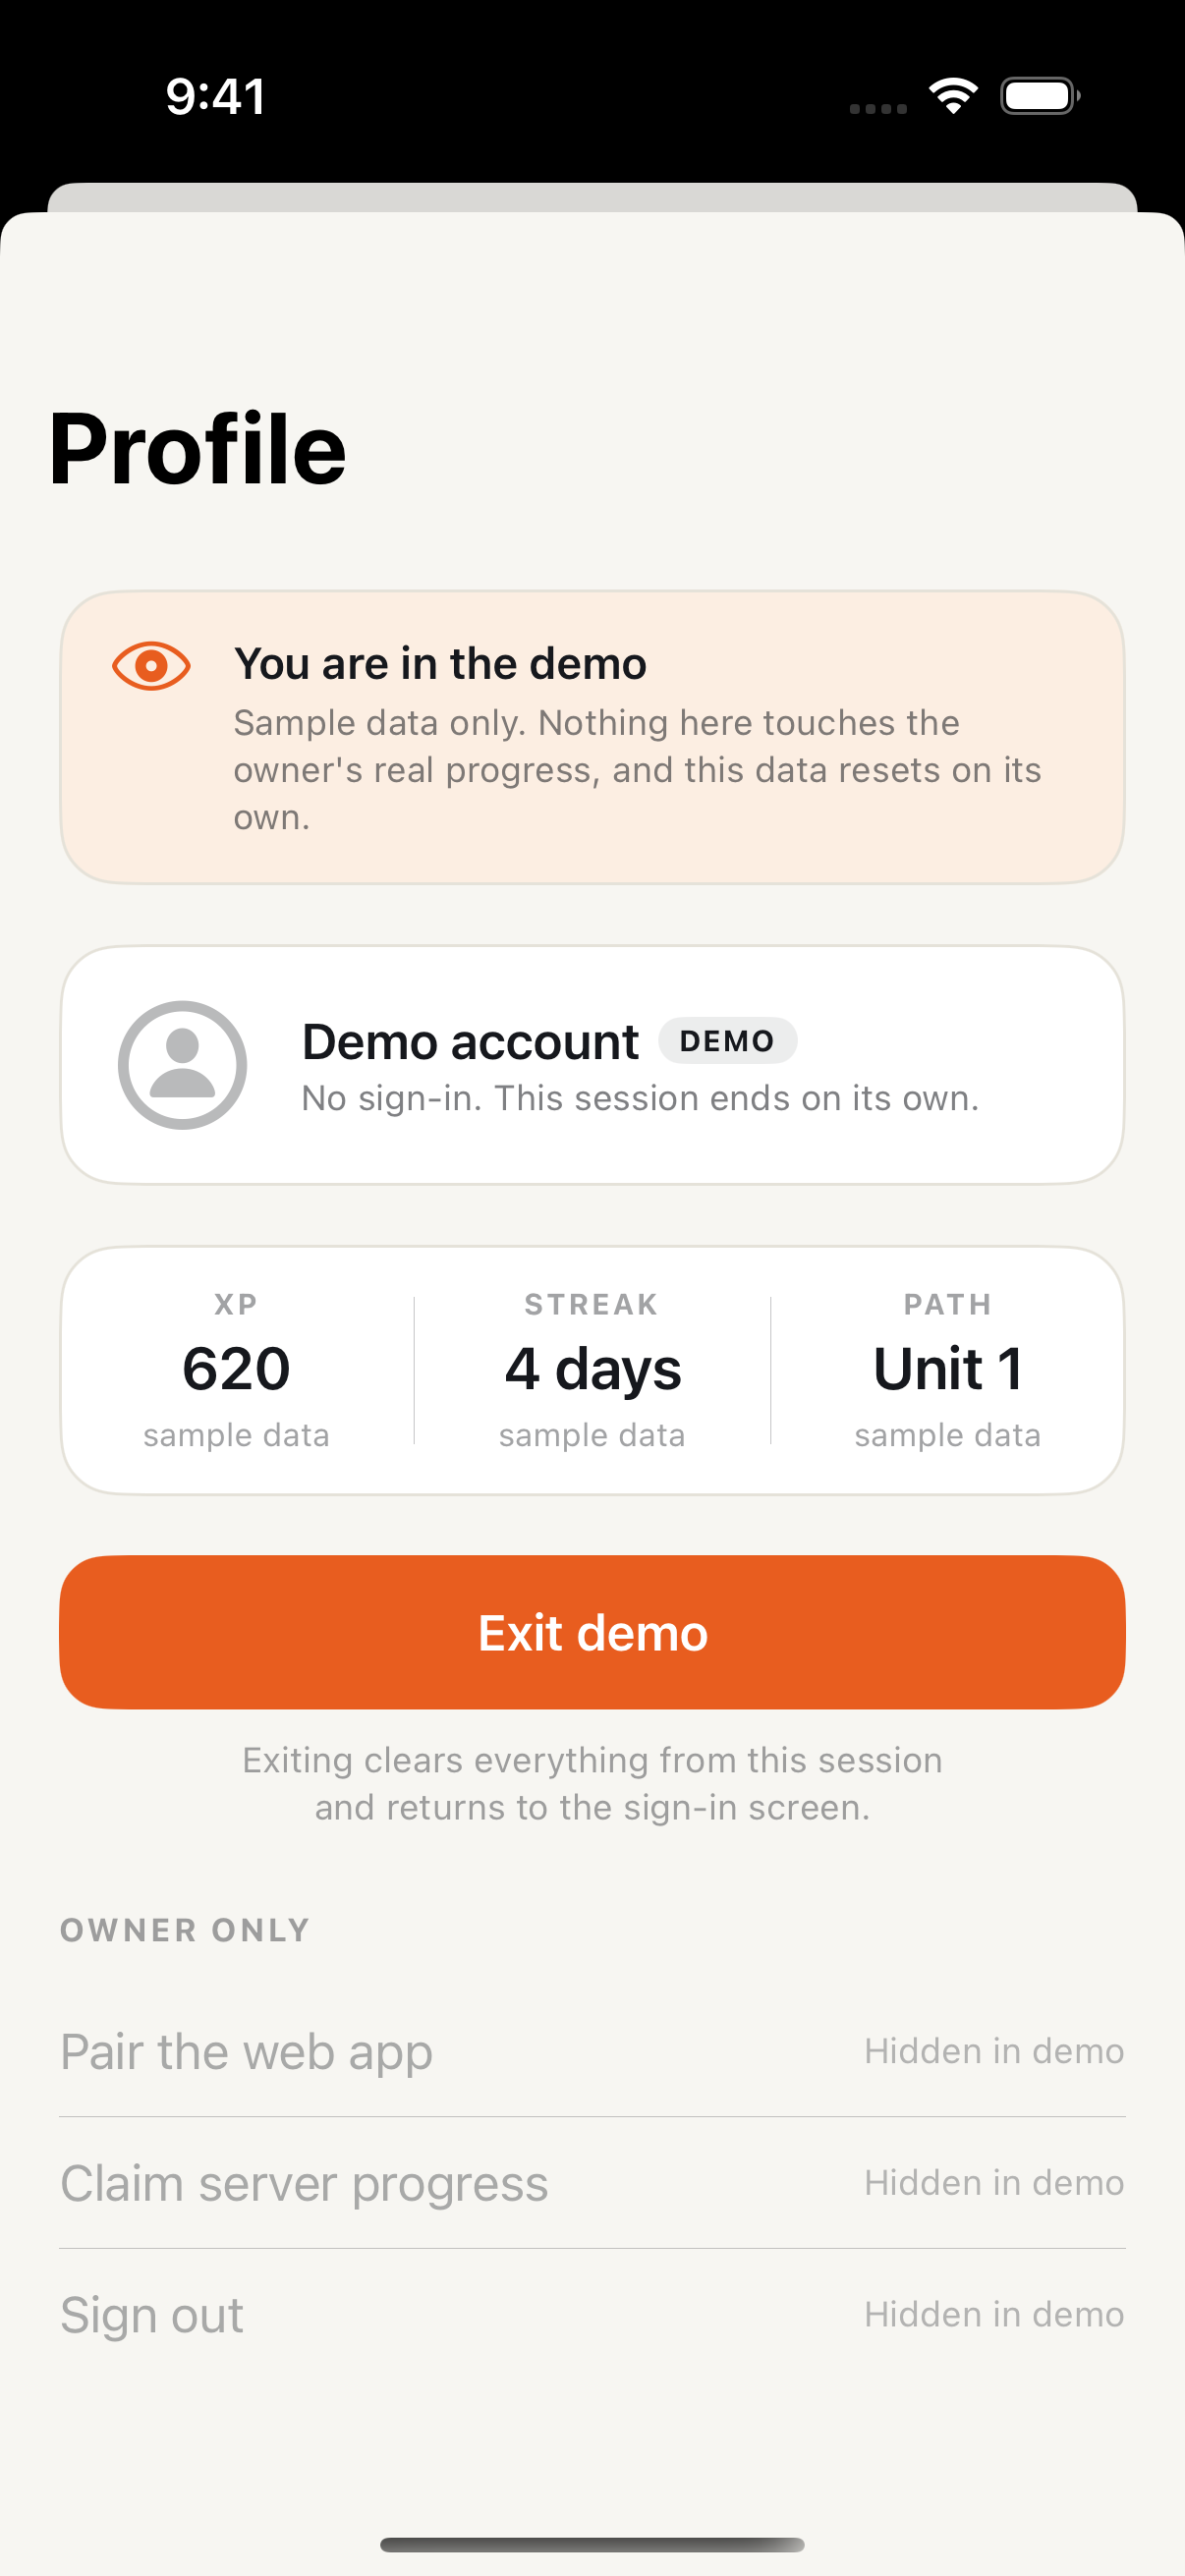 9:41
Profile
You are in the demo
Sample data only. Nothing here touches the
owner's real progress, and this data resets on its
own.
Demo account DEMO
No sign-in. This session ends on its own.
XP STREAK PATH
620 4 days Unit 1
sample data sample data sample data
Exit demo
Exiting clears everything from this session
and returns to the sign-in screen.
OWNER ONLY
Pair the web app Hidden in demo
Claim server progress Hidden in demo
Sign out Hidden in demo